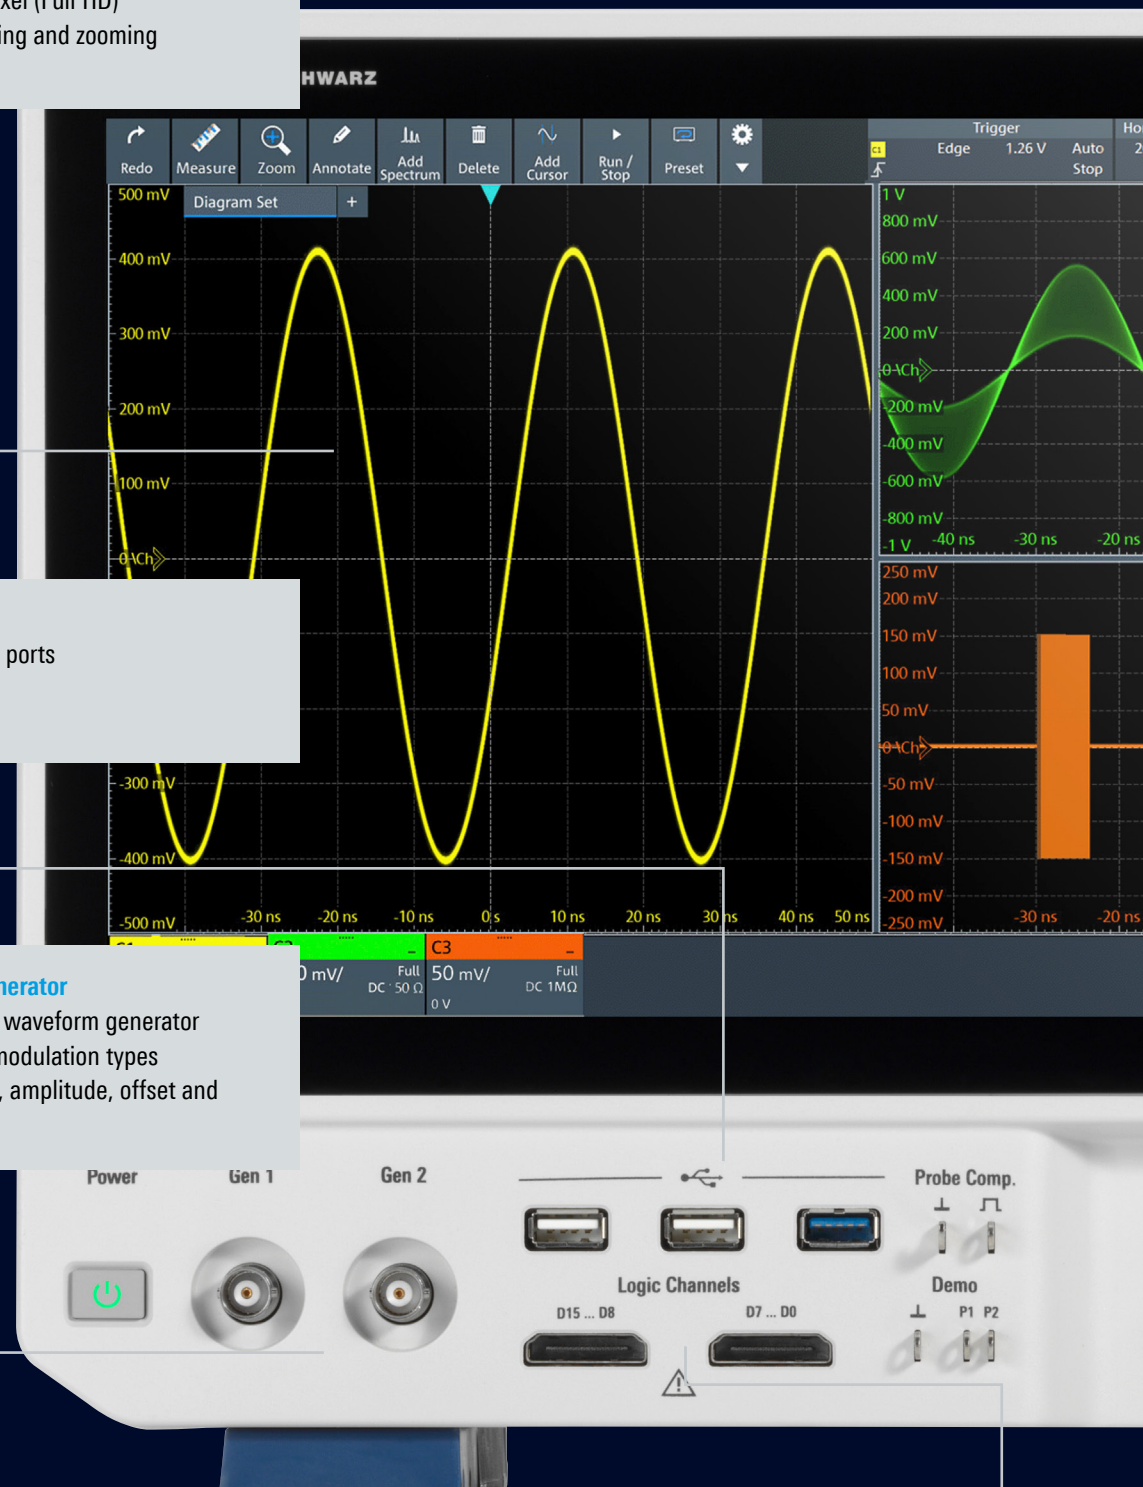 ing and zooming
HWARZ
Redo
Measure
Zoom
Annotate
Add Spectrum
Delete
Add Cursor
Run / Stop
Preset
Trigger
C1
Edge
1.26 V
Auto
Stop
Diagram Set
+
500 mV
400 mV
300 mV
200 mV
100 mV
-300 mV
-400 mV
-500 mV
-30 ns
-20 ns
-10 ns
0 s
10 ns
20 ns
30 ns
40 ns
50 ns
1 V
800 mV
600 mV
400 mV
200 mV
-200 mV
-400 mV
-600 mV
-800 mV
-1 V
-40 ns
-30 ns
-20 ns
250 mV
200 mV
150 mV
100 mV
50 mV
-50 mV
-100 mV
-150 mV
-200 mV
-250 mV
-30 ns
-20 ns
ports
C3
0 mV/
Full
DC 50 Ω
50 mV/
Full
DC 1MΩ
0 V
nerator
waveform generator
modulation types
, amplitude, offset and
Power
Gen 1
Gen 2
Probe Comp.
Logic Channels
D15 ... D8
D7 ... D0
Demo
P1 P2